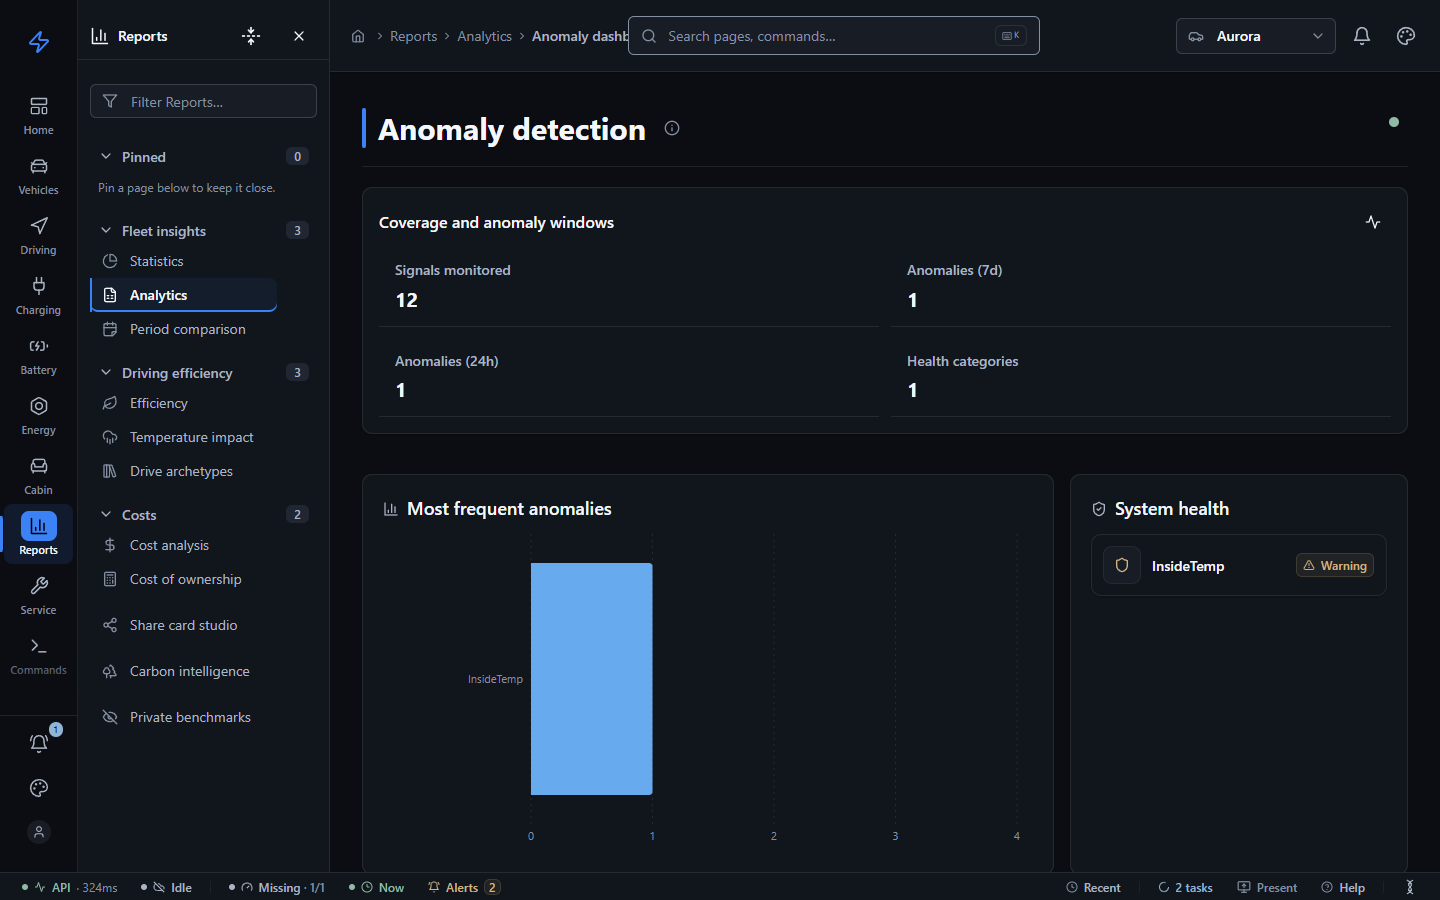 Reports
Reports
Analytics
Anomaly dashb
Search pages, commands...
K
Aurora
Home
Vehicles
Driving
Charging
Battery
Energy
Cabin
Reports
Service
Commands
1
Filter Reports...
Pinned
0
Pin a page below to keep it close.
Fleet insights
3
Statistics
Analytics
Period comparison
Driving efficiency
3
Efficiency
Temperature impact
Drive archetypes
Costs
2
Cost analysis
Cost of ownership
Share card studio
Carbon intelligence
Private benchmarks
Anomaly detection
Coverage and anomaly windows
Signals monitored
12
Anomalies (7d)
1
Anomalies (24h)
1
Health categories
1
Most frequent anomalies
InsideTemp
0
1
2
3
4
System health
InsideTemp
Warning
API · 324ms
Idle
Missing · 1/1
Now
Alerts 2
Recent
2 tasks
Present
Help